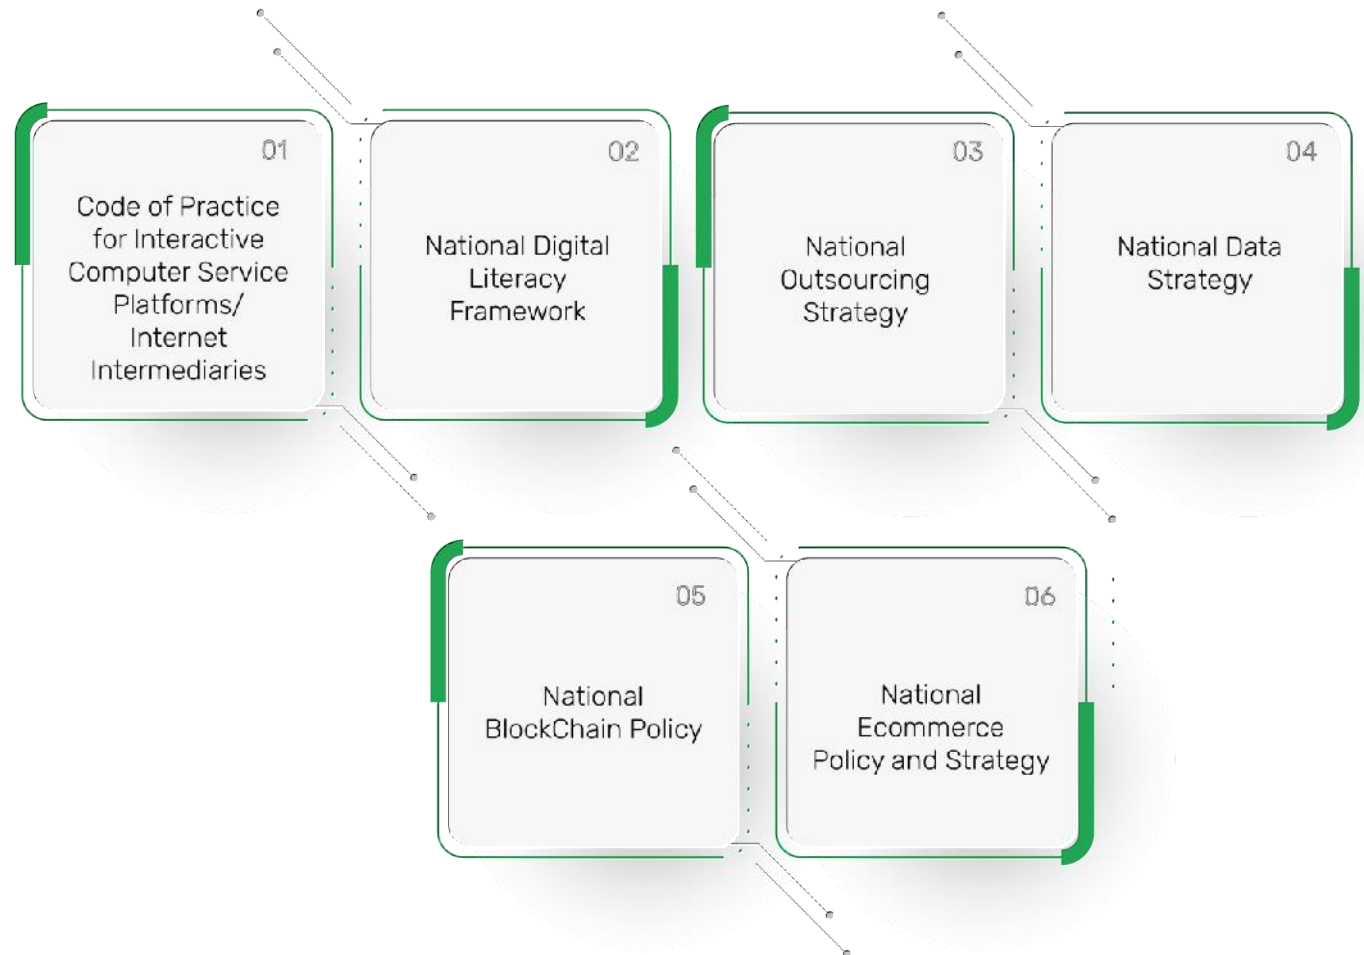 01
Code of Practice
for Interactive
Computer Service
Platforms/
Internet
Intermediaries
02
National Digital
Literacy
Framework
03
National
Outsourcing
Strategy
04
National Data
Strategy
05
National
BlockChain Policy
06
National
Ecommerce
Policy and Strategy